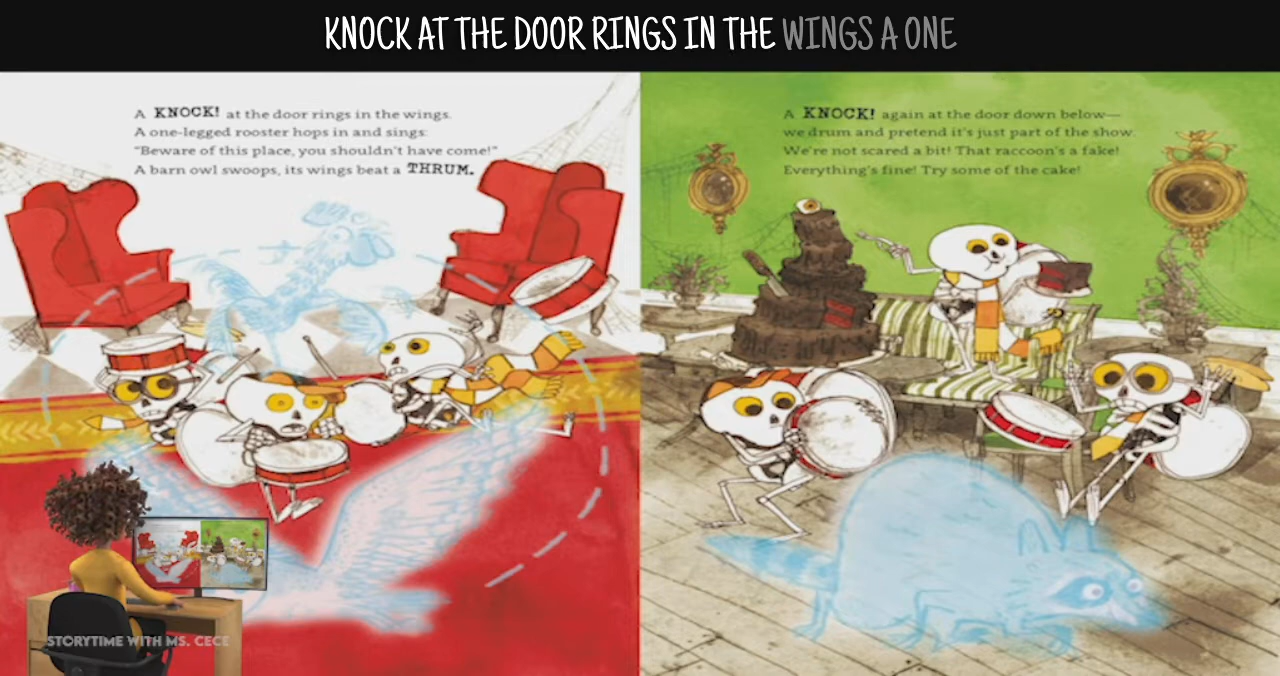 KNOCK AT THE DOOR RINGS IN THE WINGS A ONE
A KNOCK! at the door rings in the wings.
A one-legged rooster hops in and sings:
"Beware of this place, you shouldn't have come!"
A barn owl swoops, its wings beat a THRUM.
A KNOCK! again at the door down below—
we drum and pretend it's just part of the show.
We're not scared a bit! That raccoon's a fake!
Everything's fine! Try some of the cake!
STORYTIME WITH MS. CECE